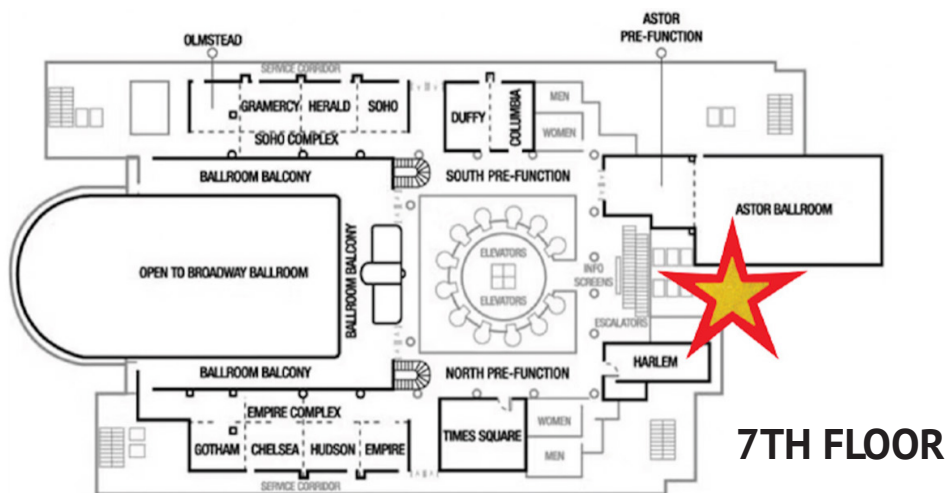 ASTOR
PRE-FUNCTION
OLMSTEAD
SERVICE CORRIDOR
GRAMERCY
HERALD
SOHO
SOHO COMPLEX
DUFFY
COLUMBIA
MEN
WOMEN
BALLROOM BALCONY
SOUTH PRE-FUNCTION
ASTOR BALLROOM
OPEN TO BROADWAY BALLROOM
BALLROOM BALCONY
ELEVATORS
ELEVATORS
INFO
SCREENS
ESCALATORS
HARLEM
BALLROOM BALCONY
NORTH PRE-FUNCTION
EMPIRE COMPLEX
GOTHAM
CHELSEA
HUDSON
EMPIRE
TIMES SQUARE
WOMEN
MEN
SERVICE CORRIDOR
7TH FLOOR